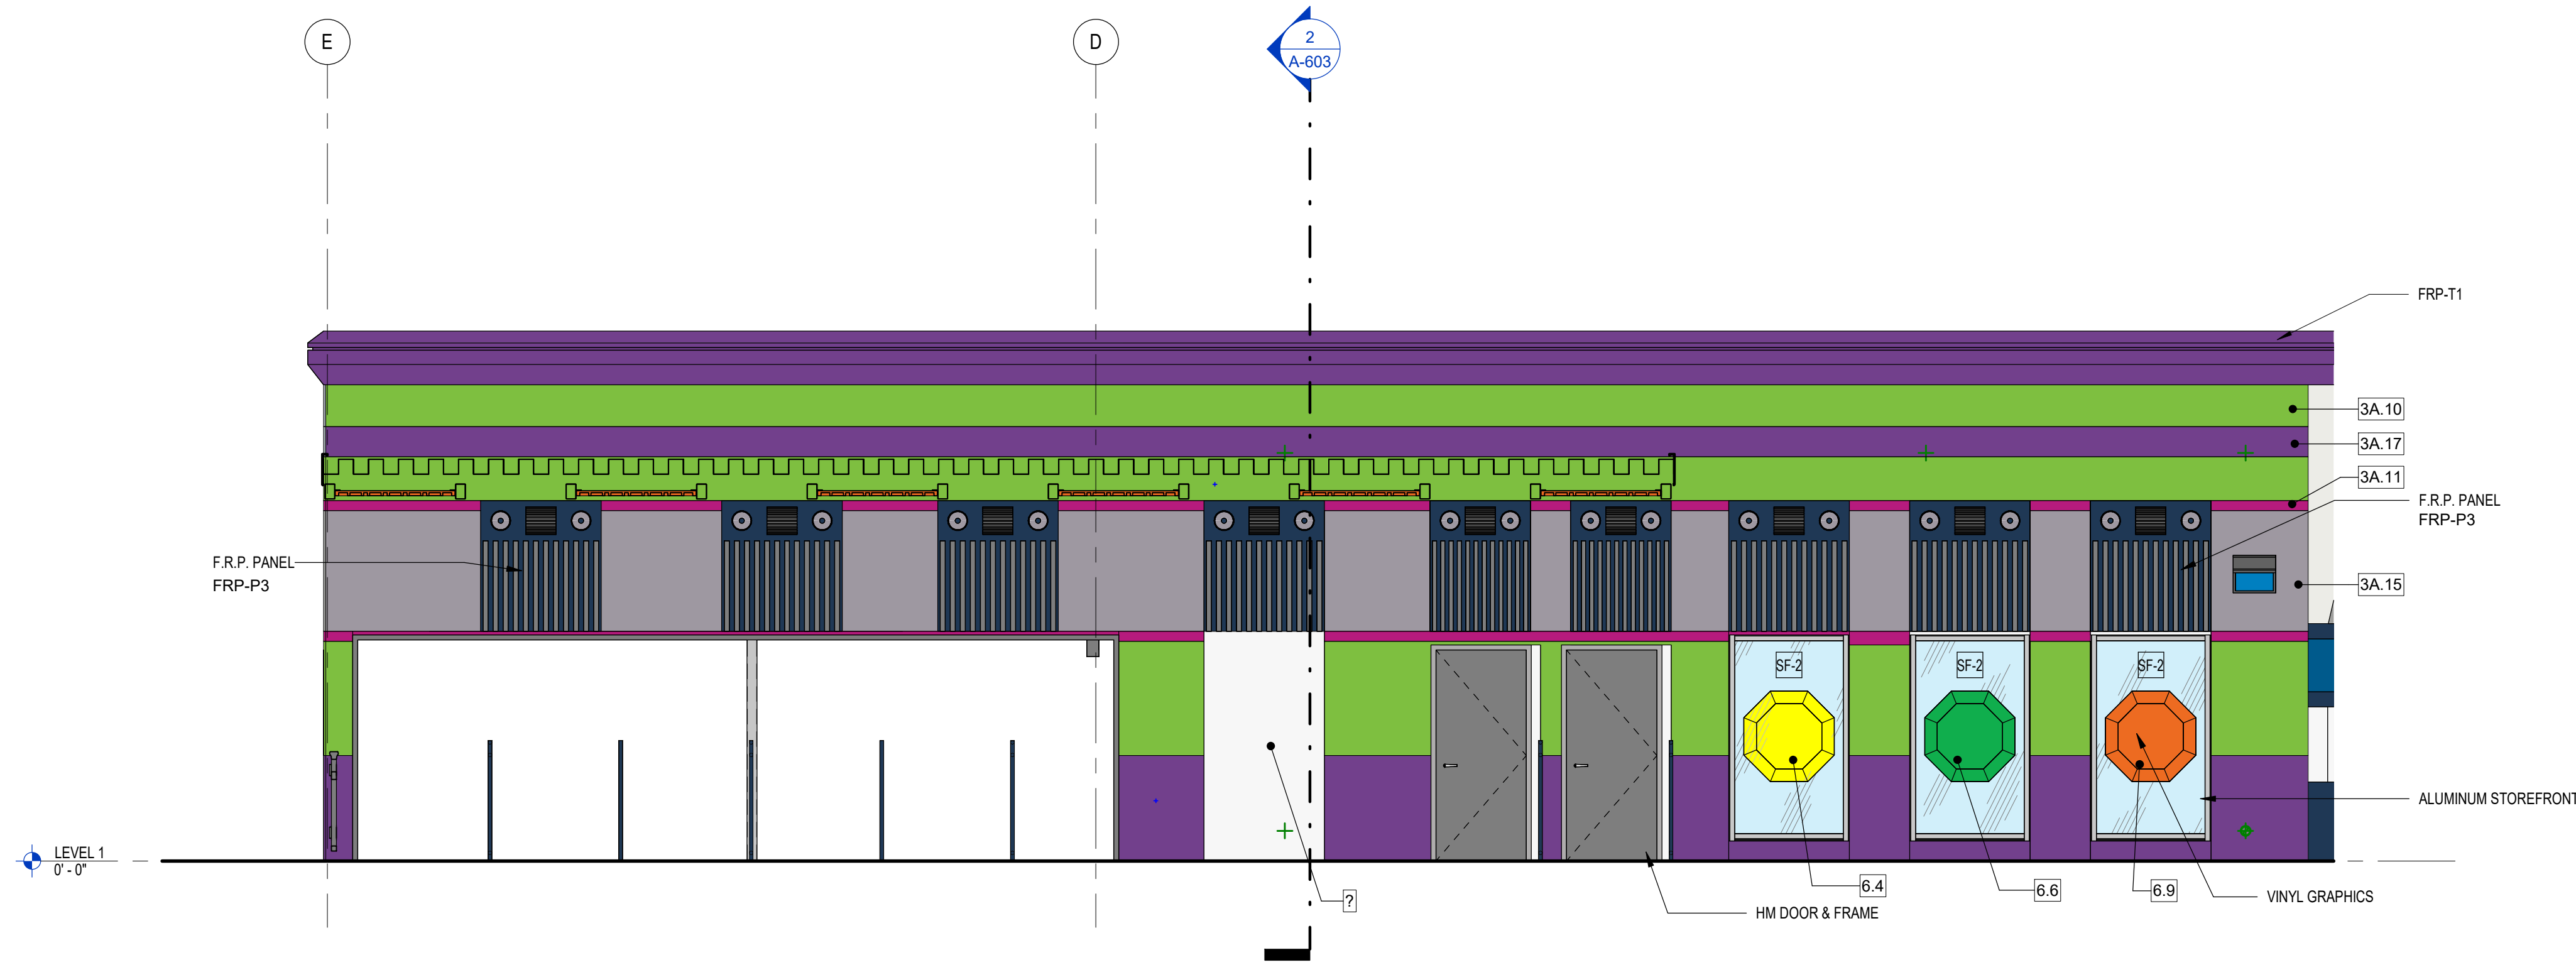 E
D
2
A-603
FRP-T1
3A.10
3A.17
3A.11
F.R.P. PANEL
FRP-P3
F.R.P. PANEL
FRP-P3
3A.15
SF-2
SF-2
SF-2
ALUMINUM STOREFRONT
LEVEL 1
0' - 0"
?
6.4
6.6
6.9
VINYL GRAPHICS
HM DOOR & FRAME